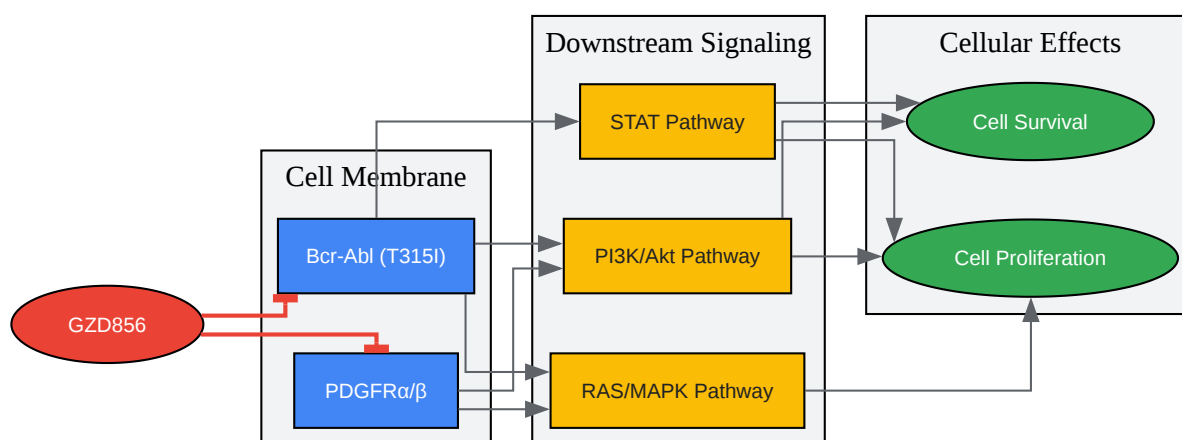 Downstream Signaling
Cellular Effects
STAT Pathway
Cell Survival
Cell Membrane
Bcr-Abl (T315I)
PI3K/Akt Pathway
Cell Proliferation
GZD856
PDGFRα/β
RAS/MAPK Pathway